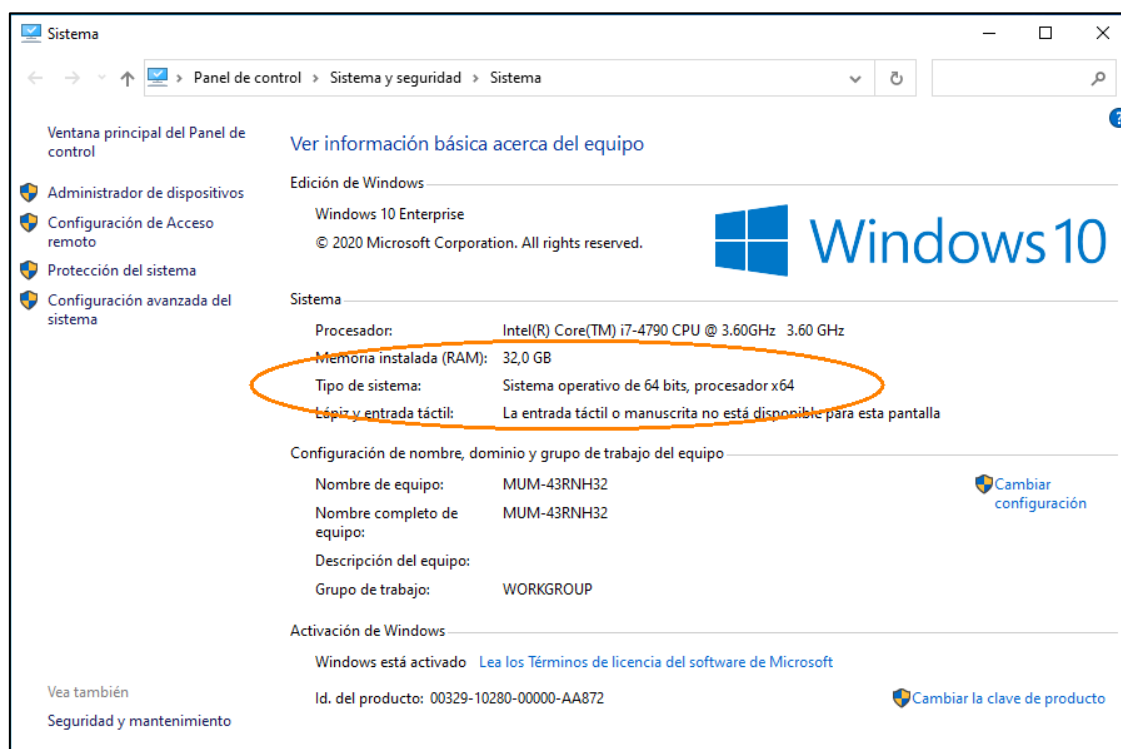 Sistema
Panel de control > Sistema y seguridad > Sistema
Ventana principal del Panel de
control
Administrador de dispositivos
Configuración de Acceso
remoto
Protección del sistema
Configuración avanzada del
sistema
Vea también
Seguridad y mantenimiento
Ver información básica acerca del equipo
Edición de Windows
Windows 10 Enterprise
© 2020 Microsoft Corporation. All rights reserved.
Windows 10
Sistema
Procesador: Intel(R) Core(TM) i7-4790 CPU @ 3.60GHz 3.60 GHz
Memoria instalada (RAM): 32,0 GB
Tipo de sistema: Sistema operativo de 64 bits, procesador x64
Lápiz y entrada táctil: La entrada táctil o manuscrita no está disponible para esta pantalla
Configuración de nombre, dominio y grupo de trabajo del equipo
Nombre de equipo: MUM-43RNH32
Cambiar
configuración
Nombre completo de MUM-43RNH32
equipo:
Descripción del equipo:
Grupo de trabajo: WORKGROUP
Activación de Windows
Windows está activado Lea los Términos de licencia del software de Microsoft
Id. del producto: 00329-10280-00000-AA872
Cambiar la clave de producto
?